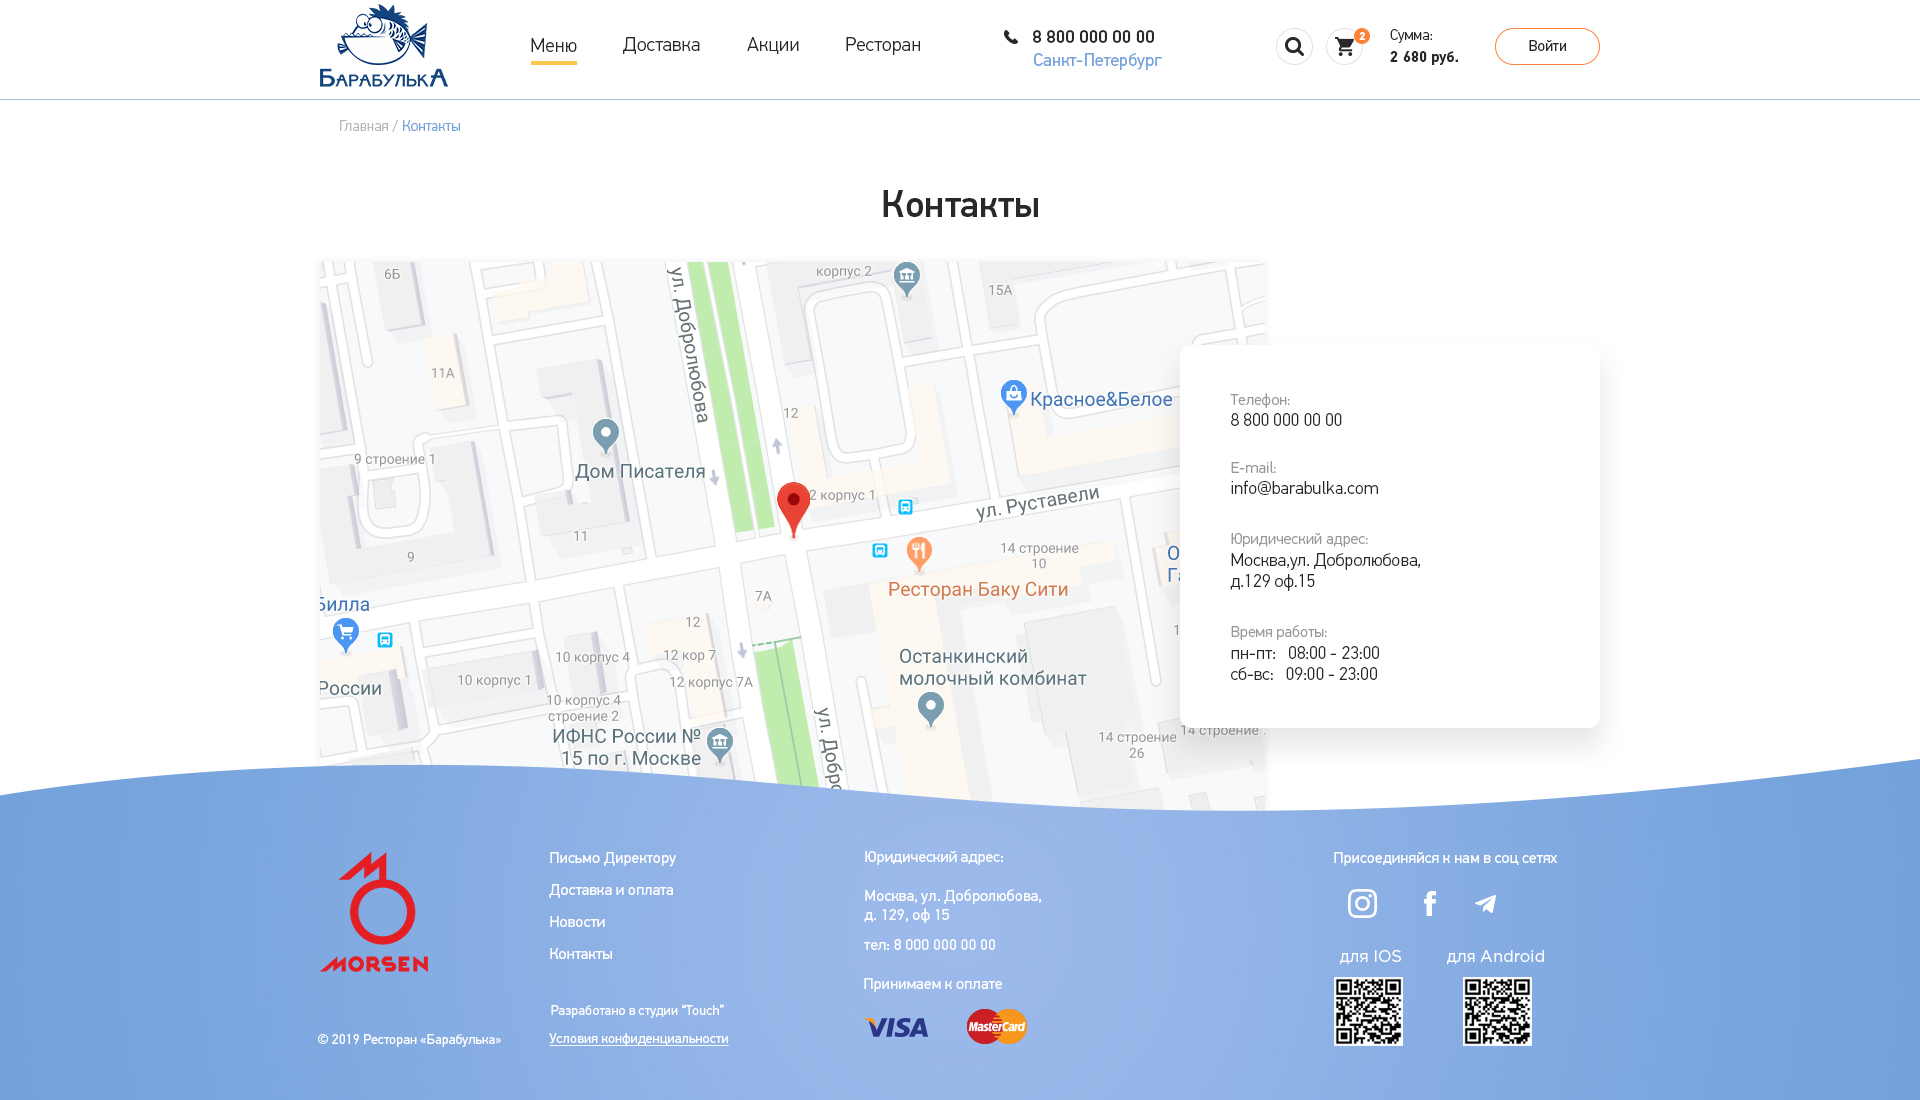 БАРАБУЛЬКА
Меню
Доставка
Акции
Ресторан
8 800 000 00 00
Санкт-Петербург
2
Сумма:
2 680 руб.
Войти
Главная / Контакты
Контакты
6Б
ул. Добролюбова
корпус 2
15А
11А
12
Красное&Белое
9 строение 1
Дом Писателя
2 корпус 1
ул. Руставели
11
9
14 строение
10
Ресторан Баку Сити
7А
Билла
12
12 кор 7
10 корпус 4
10 корпус 1
12 корпус 7А
России
10 корпус 4
строение 2
Останкинский
молочный комбинат
ул. Добро
ИФНС России №
15 по г. Москве
14 строение
26
14 строение
Телефон:
8 800 000 00 00
E-mail:
info@barabulka.com
Юридический адрес:
Москва,ул. Добролюбова,
д.129 оф.15
Время работы:
пн-пт: 08:00 - 23:00
сб-вс: 09:00 - 23:00
MORSEN
© 2019 Ресторан «Барабулька»
Письмо Директору
Доставка и оплата
Новости
Контакты
Разработано в студии “Touch”
Условия конфиденциальности
Юридический адрес:
Москва, ул. Добролюбова,
д. 129, оф 15
тел: 8 000 000 00 00
Принимаем к оплате
VISA
MasterCard
Присоединяйся к нам в соц сетях
для IOS
для Android